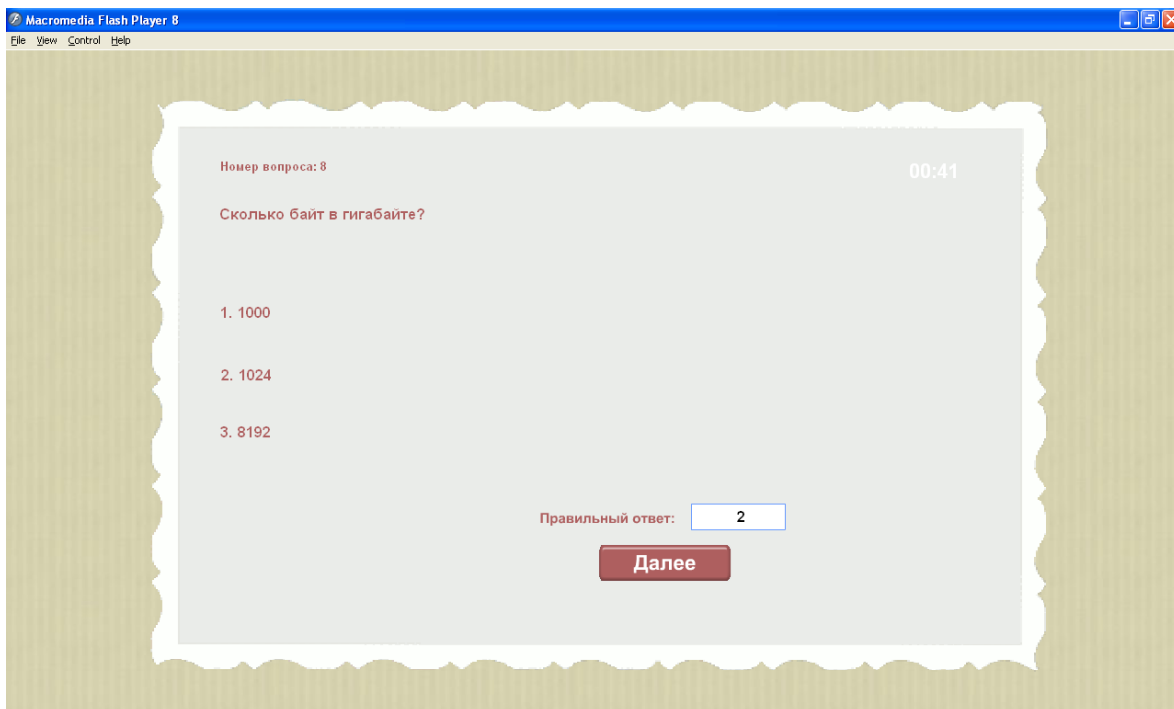 Macromedia Flash Player 8
File View Control Help
Номер вопроса: 8
00:41
Сколько байт в гигабайте?
1. 1000
2. 1024
3. 8192
Правильный ответ: 2
Далее